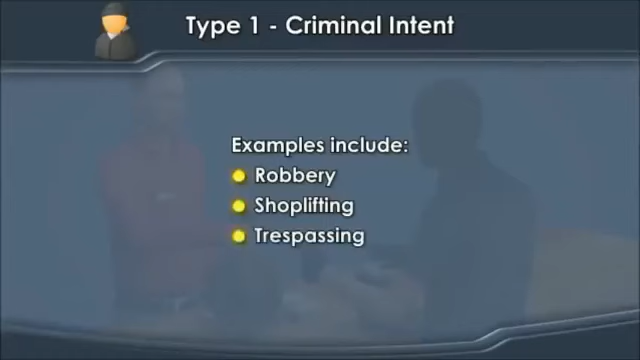 Type 1 - Criminal Intent
Examples include:
Robbery
Shoplifting
Trespassing